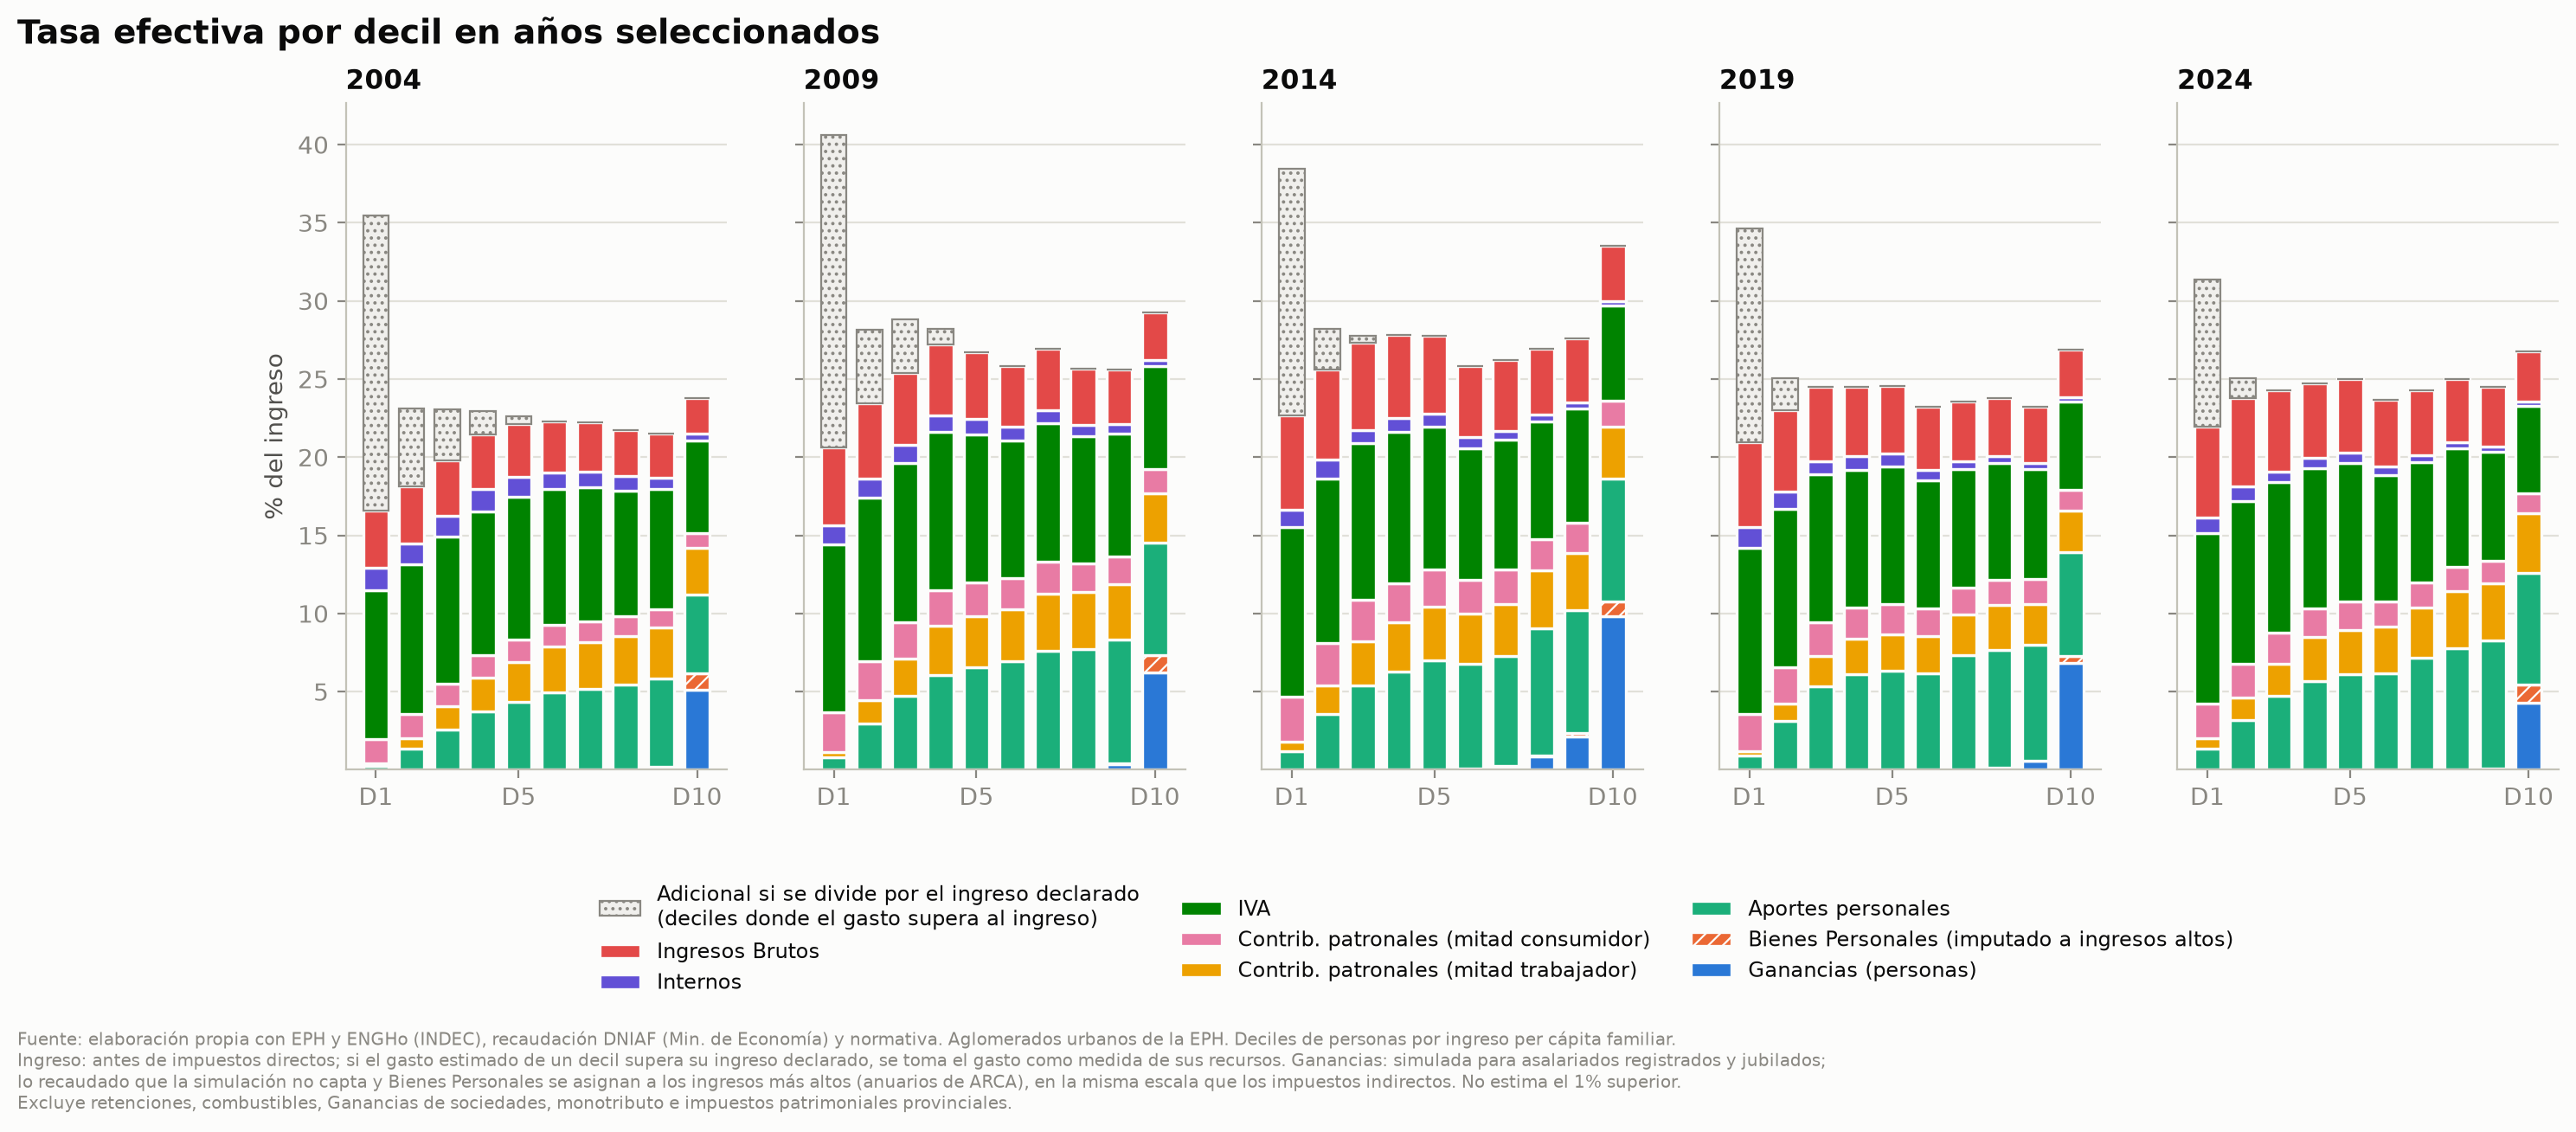 Tasa efectiva por decil en años seleccionados
2004
2009
2014
2019
2024
% del ingreso
40
35
30
25
20
15
10
5
D1 D5 D10
D1 D5 D10
D1 D5 D10
D1 D5 D10
D1 D5 D10
Adicional si se divide por el ingreso declarado
(deciles donde el gasto supera al ingreso)
Ingresos Brutos
Internos
IVA
Contrib. patronales (mitad consumidor)
Contrib. patronales (mitad trabajador)
Aportes personales
Bienes Personales (imputado a ingresos altos)
Ganancias (personas)
Fuente: elaboración propia con EPH y ENGHo (INDEC), recaudación DNIAF (Min. de Economía) y normativa. Aglomerados urbanos de la EPH. Deciles de personas por ingreso per cápita familiar.
Ingreso: antes de impuestos directos; si el gasto estimado de un decil supera su ingreso declarado, se toma el gasto como medida de sus recursos. Ganancias: simulada para asalariados registrados y jubilados;
lo recaudado que la simulación no capta y Bienes Personales se asignan a los ingresos más altos (anuarios de ARCA), en la misma escala que los impuestos indirectos. No estima el 1% superior.
Excluye retenciones, combustibles, Ganancias de sociedades, monotributo e impuestos patrimoniales provinciales.